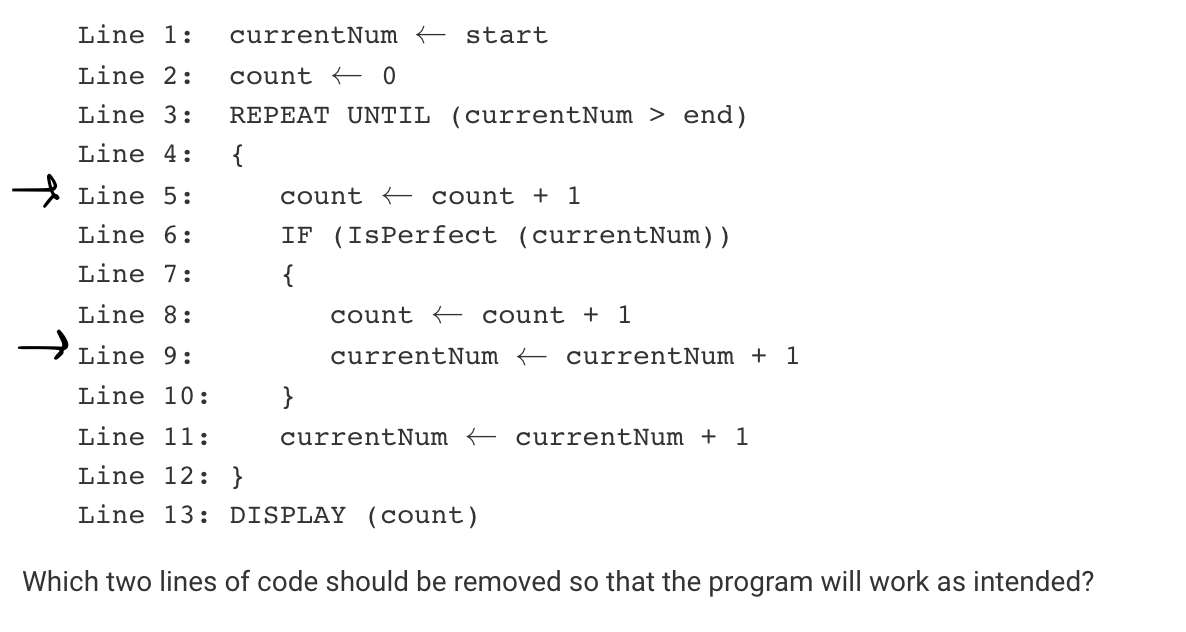 Line 1: currentNum ← start
Line 2: count ← 0
Line 3: REPEAT UNTIL (currentNum > end)
Line 4: {
→ Line 5: count ← count + 1
Line 6: IF (IsPerfect (currentNum))
Line 7: {
Line 8: count ← count + 1
→ Line 9: currentNum ← currentNum + 1
Line 10: }
Line 11: currentNum ← currentNum + 1
Line 12: }
Line 13: DISPLAY (count)
Which two lines of code should be removed so that the program will work as intended?